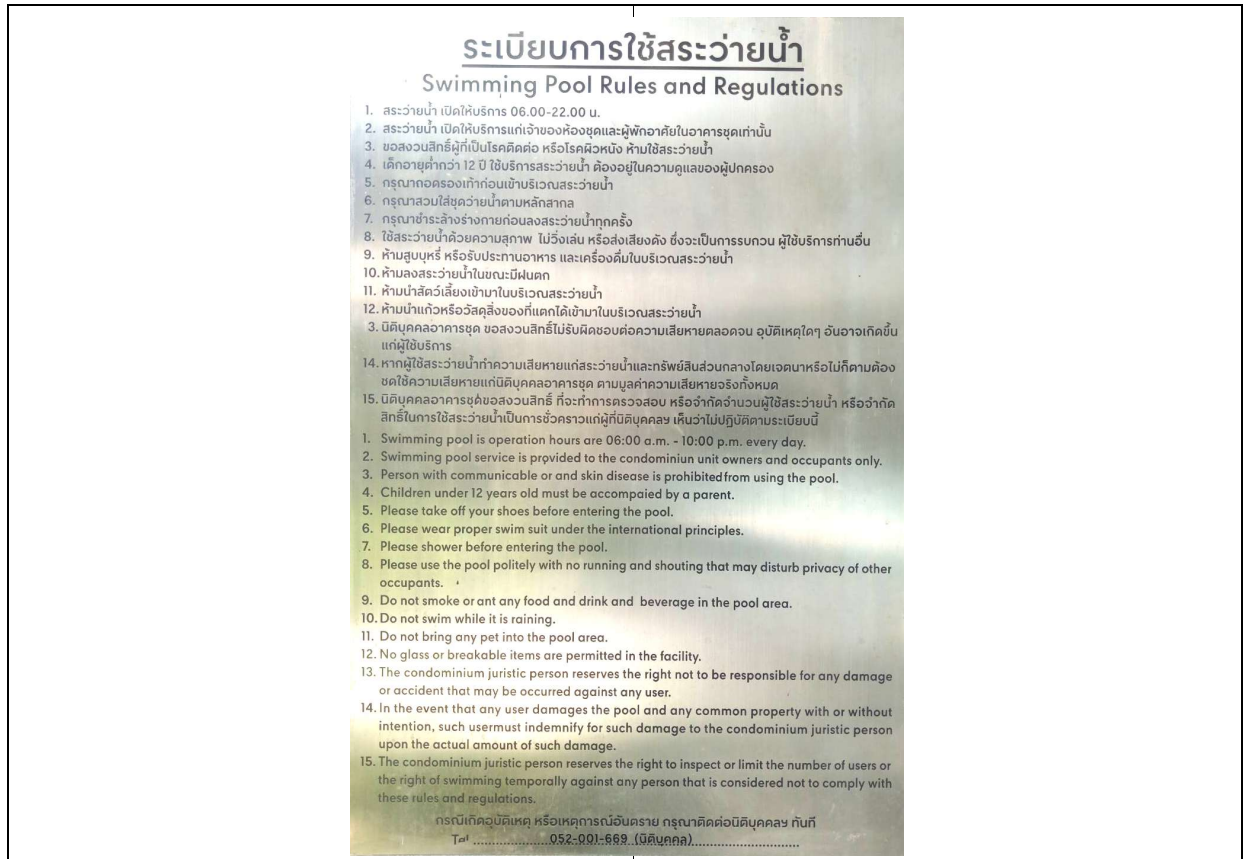 ระเบียบการใช้สระว่ายน้ำ
Swimming Pool Rules and Regulations
1. สระว่ายน้ำ เปิดให้บริการ 06.00-22.00 น.
2. สระว่ายน้ำ เปิดให้บริการแก่เจ้าของห้องชุดและผู้พักอาศัยในอาคารชุดเท่านั้น
3. ขอสงวนสิทธิ์ผู้ที่เป็นโรคติดต่อ หรือโรคผิวหนัง ห้ามใช้สระว่ายน้ำ
4. เด็กอายุต่ำกว่า 12 ปี ใช้บริการสระว่ายน้ำ ต้องอยู่ในความดูแลของผู้ปกครอง
5. กรุณาถอดรองเท้าก่อนเข้าบริเวณสระว่ายน้ำ
6. กรุณาสวมใส่ชุดว่ายน้ำตามหลักสากล
7. กรุณาชำระล้างร่างกายก่อนลงสระว่ายน้ำทุกครั้ง
8. ใช้สระว่ายน้ำด้วยความสุภาพ ไม่วิ่งเล่น หรือส่งเสียงดัง ซึ่งจะเป็นการรบกวน ผู้ใช้บริการท่านอื่น
9. ห้ามสูบบุหรี่ หรือรับประทานอาหาร และเครื่องดื่มในบริเวณสระว่ายน้ำ
10. ห้ามลงสระว่ายน้ำในขณะมีฝนตก
11. ห้ามนำสัตว์เลี้ยงเข้ามาในบริเวณสระว่ายน้ำ
12. ห้ามนำแก้วหรือวัสดุสิ่งของที่แตกได้เข้ามาในบริเวณสระว่ายน้ำ
3. นิติบุคคลอาคารชุด ขอสงวนสิทธิ์ไม่รับผิดชอบต่อความเสียหายตลอดจน อุบัติเหตุใดๆ อันอาจเกิดขึ้น
แก่ผู้ใช้บริการ
14. หากผู้ใช้สระว่ายน้ำทำความเสียหายแก่สระว่ายน้ำและทรัพย์สินส่วนกลางโดยเจตนาหรือไม่ก็ตามต้อง
ชดใช้ความเสียหายแก่นิติบุคคลอาคารชุด ตามมูลค่าความเสียหายจริงทั้งหมด
15. นิติบุคคลอาคารชุดขอสงวนสิทธิ์ ที่จะทำการตรวจสอบ หรือจำกัดจำนวนผู้ใช้สระว่ายน้ำ หรือจำกัด
สิทธิ์ในการใช้สระว่ายน้ำเป็นการชั่วคราวแก่ผู้ที่นิติบุคคลฯ เห็นว่าไม่ปฏิบัติตามระเบียบนี้
1. Swimming pool is operation hours are 06:00 a.m. - 10:00 p.m. every day.
2. Swimming pool service is provided to the condominiun unit owners and occupants only.
3. Person with communicable or and skin disease is prohibited from using the pool.
4. Children under 12 years old must be accompaied by a parent.
5. Please take off your shoes before entering the pool.
6. Please wear proper swim suit under the international principles.
7. Please shower before entering the pool.
8. Please use the pool politely with no running and shouting that may disturb privacy of other
occupants.
9. Do not smoke or ant any food and drink and beverage in the pool area.
10. Do not swim while it is raining.
11. Do not bring any pet into the pool area.
12. No glass or breakable items are permitted in the facility.
13. The condominium juristic person reserves the right not to be responsible for any damage
or accident that may be occurred against any user.
14. In the event that any user damages the pool and any common property with or without
intention, such usermust indemnify for such damage to the condominium juristic person
upon the actual amount of such damage.
15. The condominium juristic person reserves the right to inspect or limit the number of users or
the right of swimming temporally against any person that is considered not to comply with
these rules and regulations.
กรณีเกิดอุบัติเหตุ หรือเหตุการณ์อันตราย กรุณาติดต่อนิติบุคคลฯ ทันที
Tel ....................052-001-669 (นิติบุคคล)............................